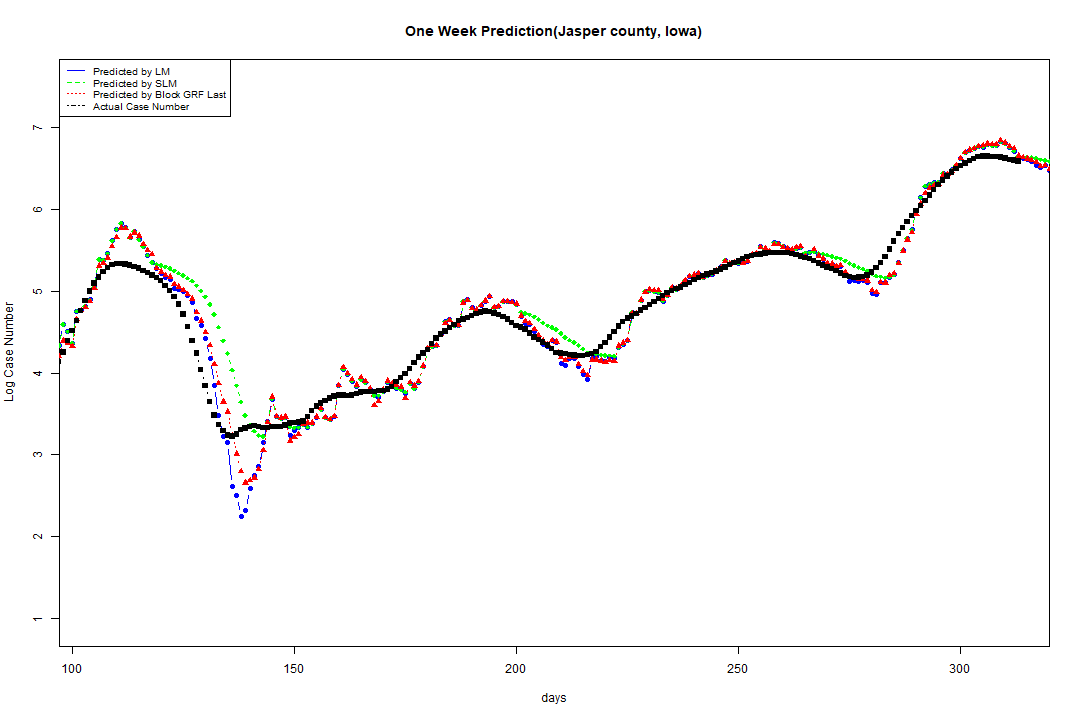 One Week Prediction(Jasper county, Iowa)
Predicted by LM
Predicted by SLM
Predicted by Block GRF Last
Actual Case Number
Log Case Number
7
6
5
4
3
2
1
100 150 200 250 300
days